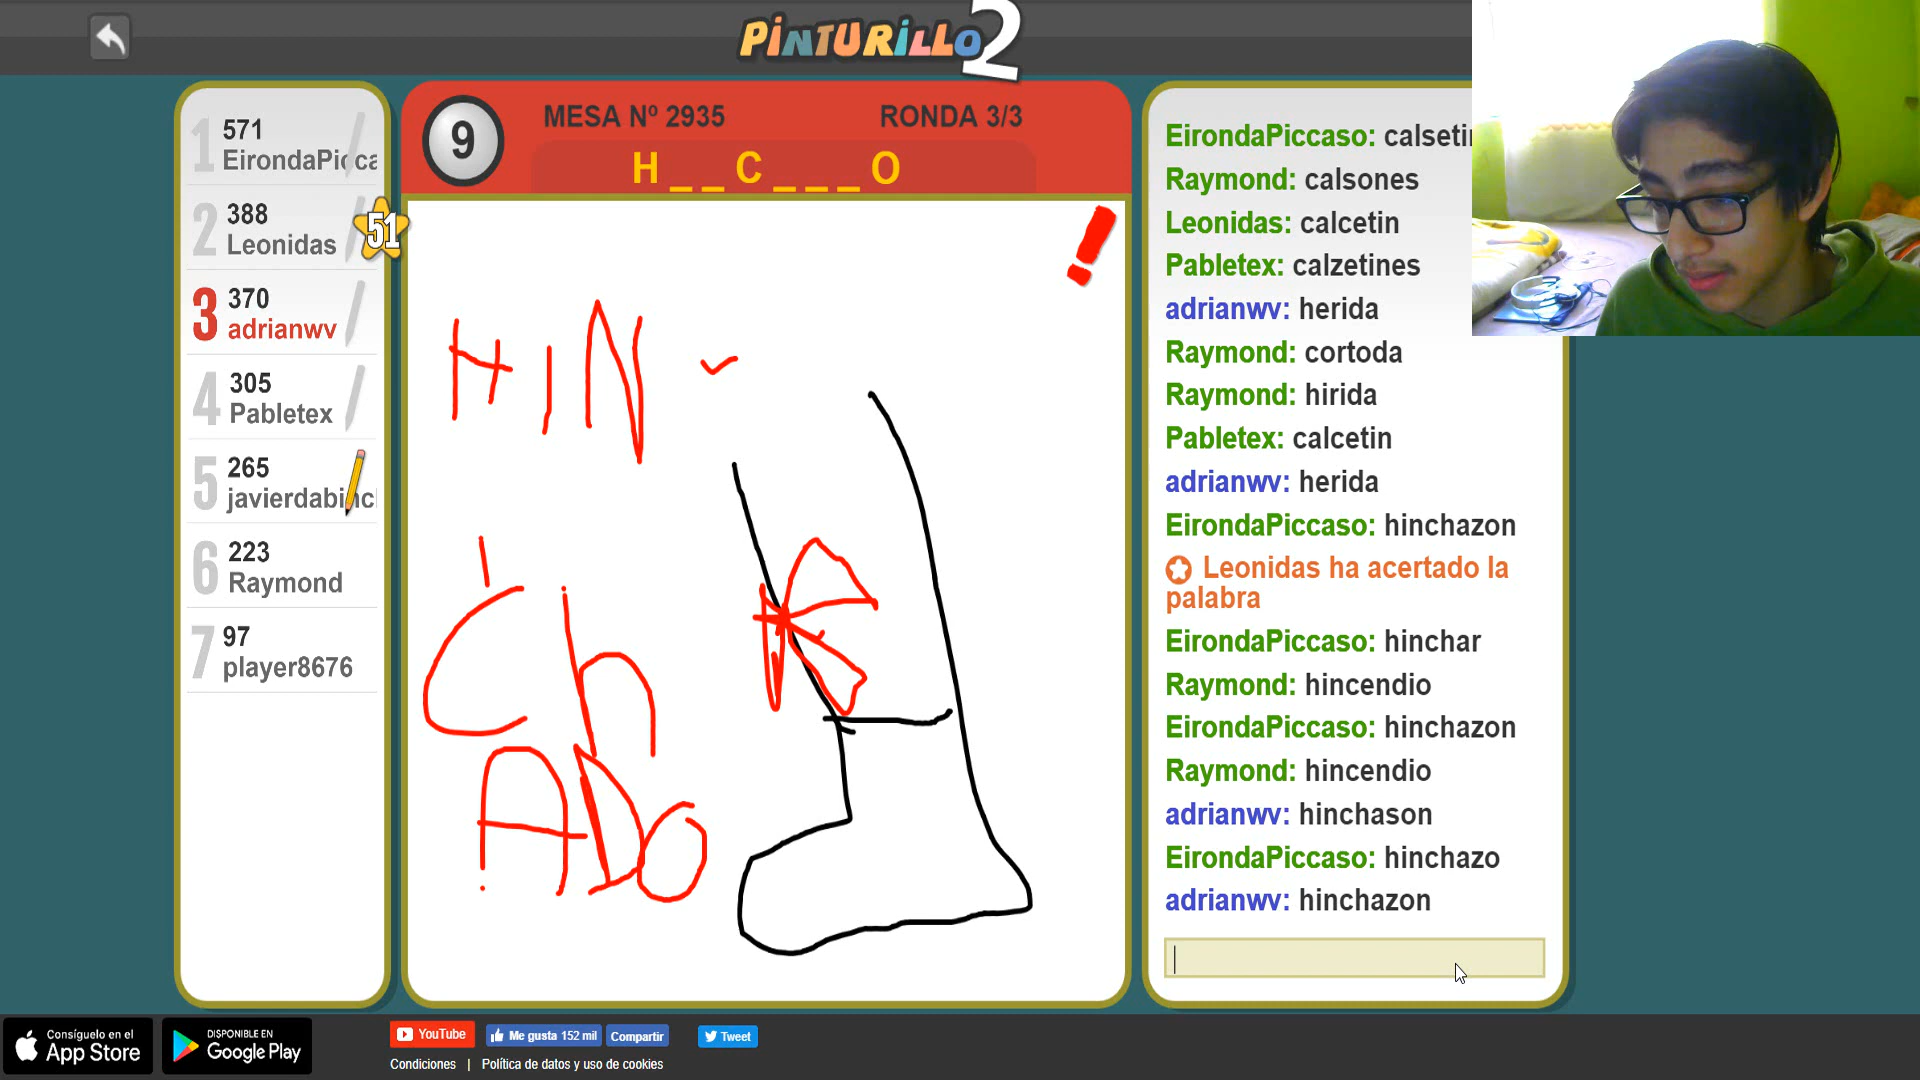 PINTURILLO 2
1 571 EirondaPicca
2 388 Leonidas 51
3 370 adrianwv
4 305 Pabletex
5 265 javierdabincl
6 223 Raymond
7 97 player8676
9 MESA Nº 2935 RONDA 3/3
H _ _ C _ _ _ O
!
HIN -
Ch
ADO
EirondaPiccaso: calsetin
Raymond: calsones
Leonidas: calcetin
Pabletex: calzetines
adrianwv: herida
Raymond: cortoda
Raymond: hirida
Pabletex: calcetin
adrianwv: herida
EirondaPiccaso: hinchazon
Leonidas ha acertado la
palabra
EirondaPiccaso: hinchar
Raymond: hincendio
EirondaPiccaso: hinchazon
Raymond: hincendio
adrianwv: hinchason
EirondaPiccaso: hinchazo
adrianwv: hinchazon
Consíguelo en el
App Store
DISPONIBLE EN
Google Play
YouTube Me gusta 152 mil Compartir Tweet
Condiciones | Política de datos y uso de cookies